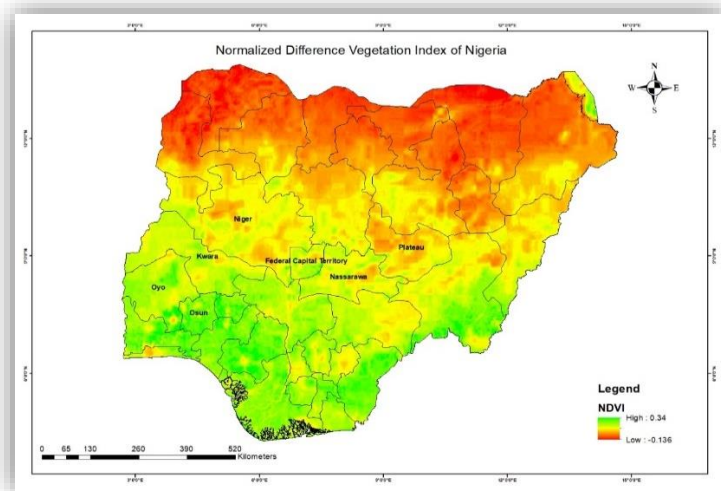 Normalized Difference Vegetation Index of Nigeria
N
W E
S
Niger
Plateau
Kwara
Federal Capital Territory
Nassarawa
Oyo
Osun
Legend
NDVI
High : 0.34
Low : -0.136
0 65 130 260 390 520
Kilometers